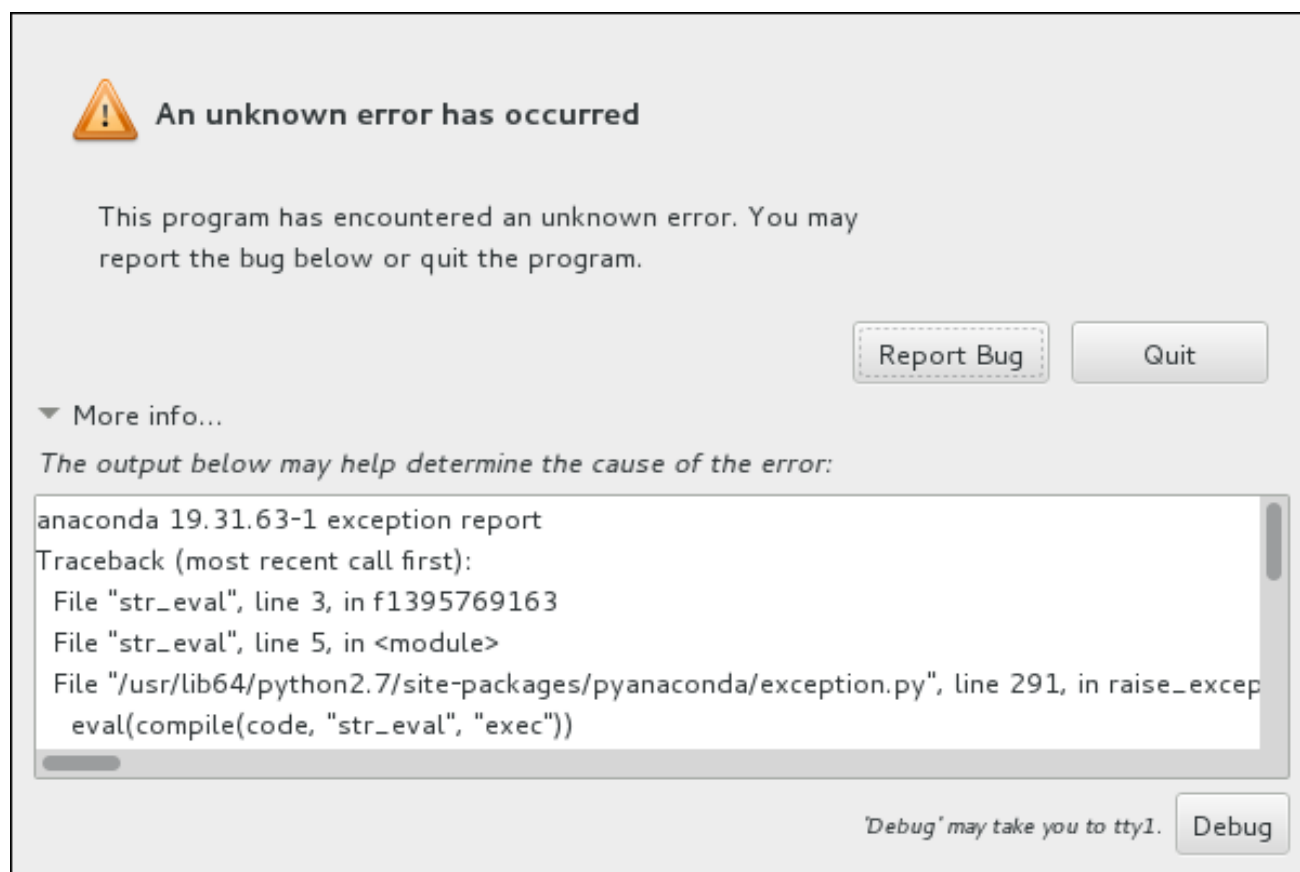 An unknown error has occurred
This program has encountered an unknown error. You may
report the bug below or quit the program.
Report Bug
Quit
More info...
The output below may help determine the cause of the error:
anaconda 19.31.63-1 exception report
Traceback (most recent call first):
File "str_eval", line 3, in f1395769163
File "str_eval", line 5, in <module>
File "/usr/lib64/python2.7/site-packages/pyanaconda/exception.py", line 291, in raise_excep
eval(compile(code, "str_eval", "exec"))
'Debug' may take you to tty1.
Debug